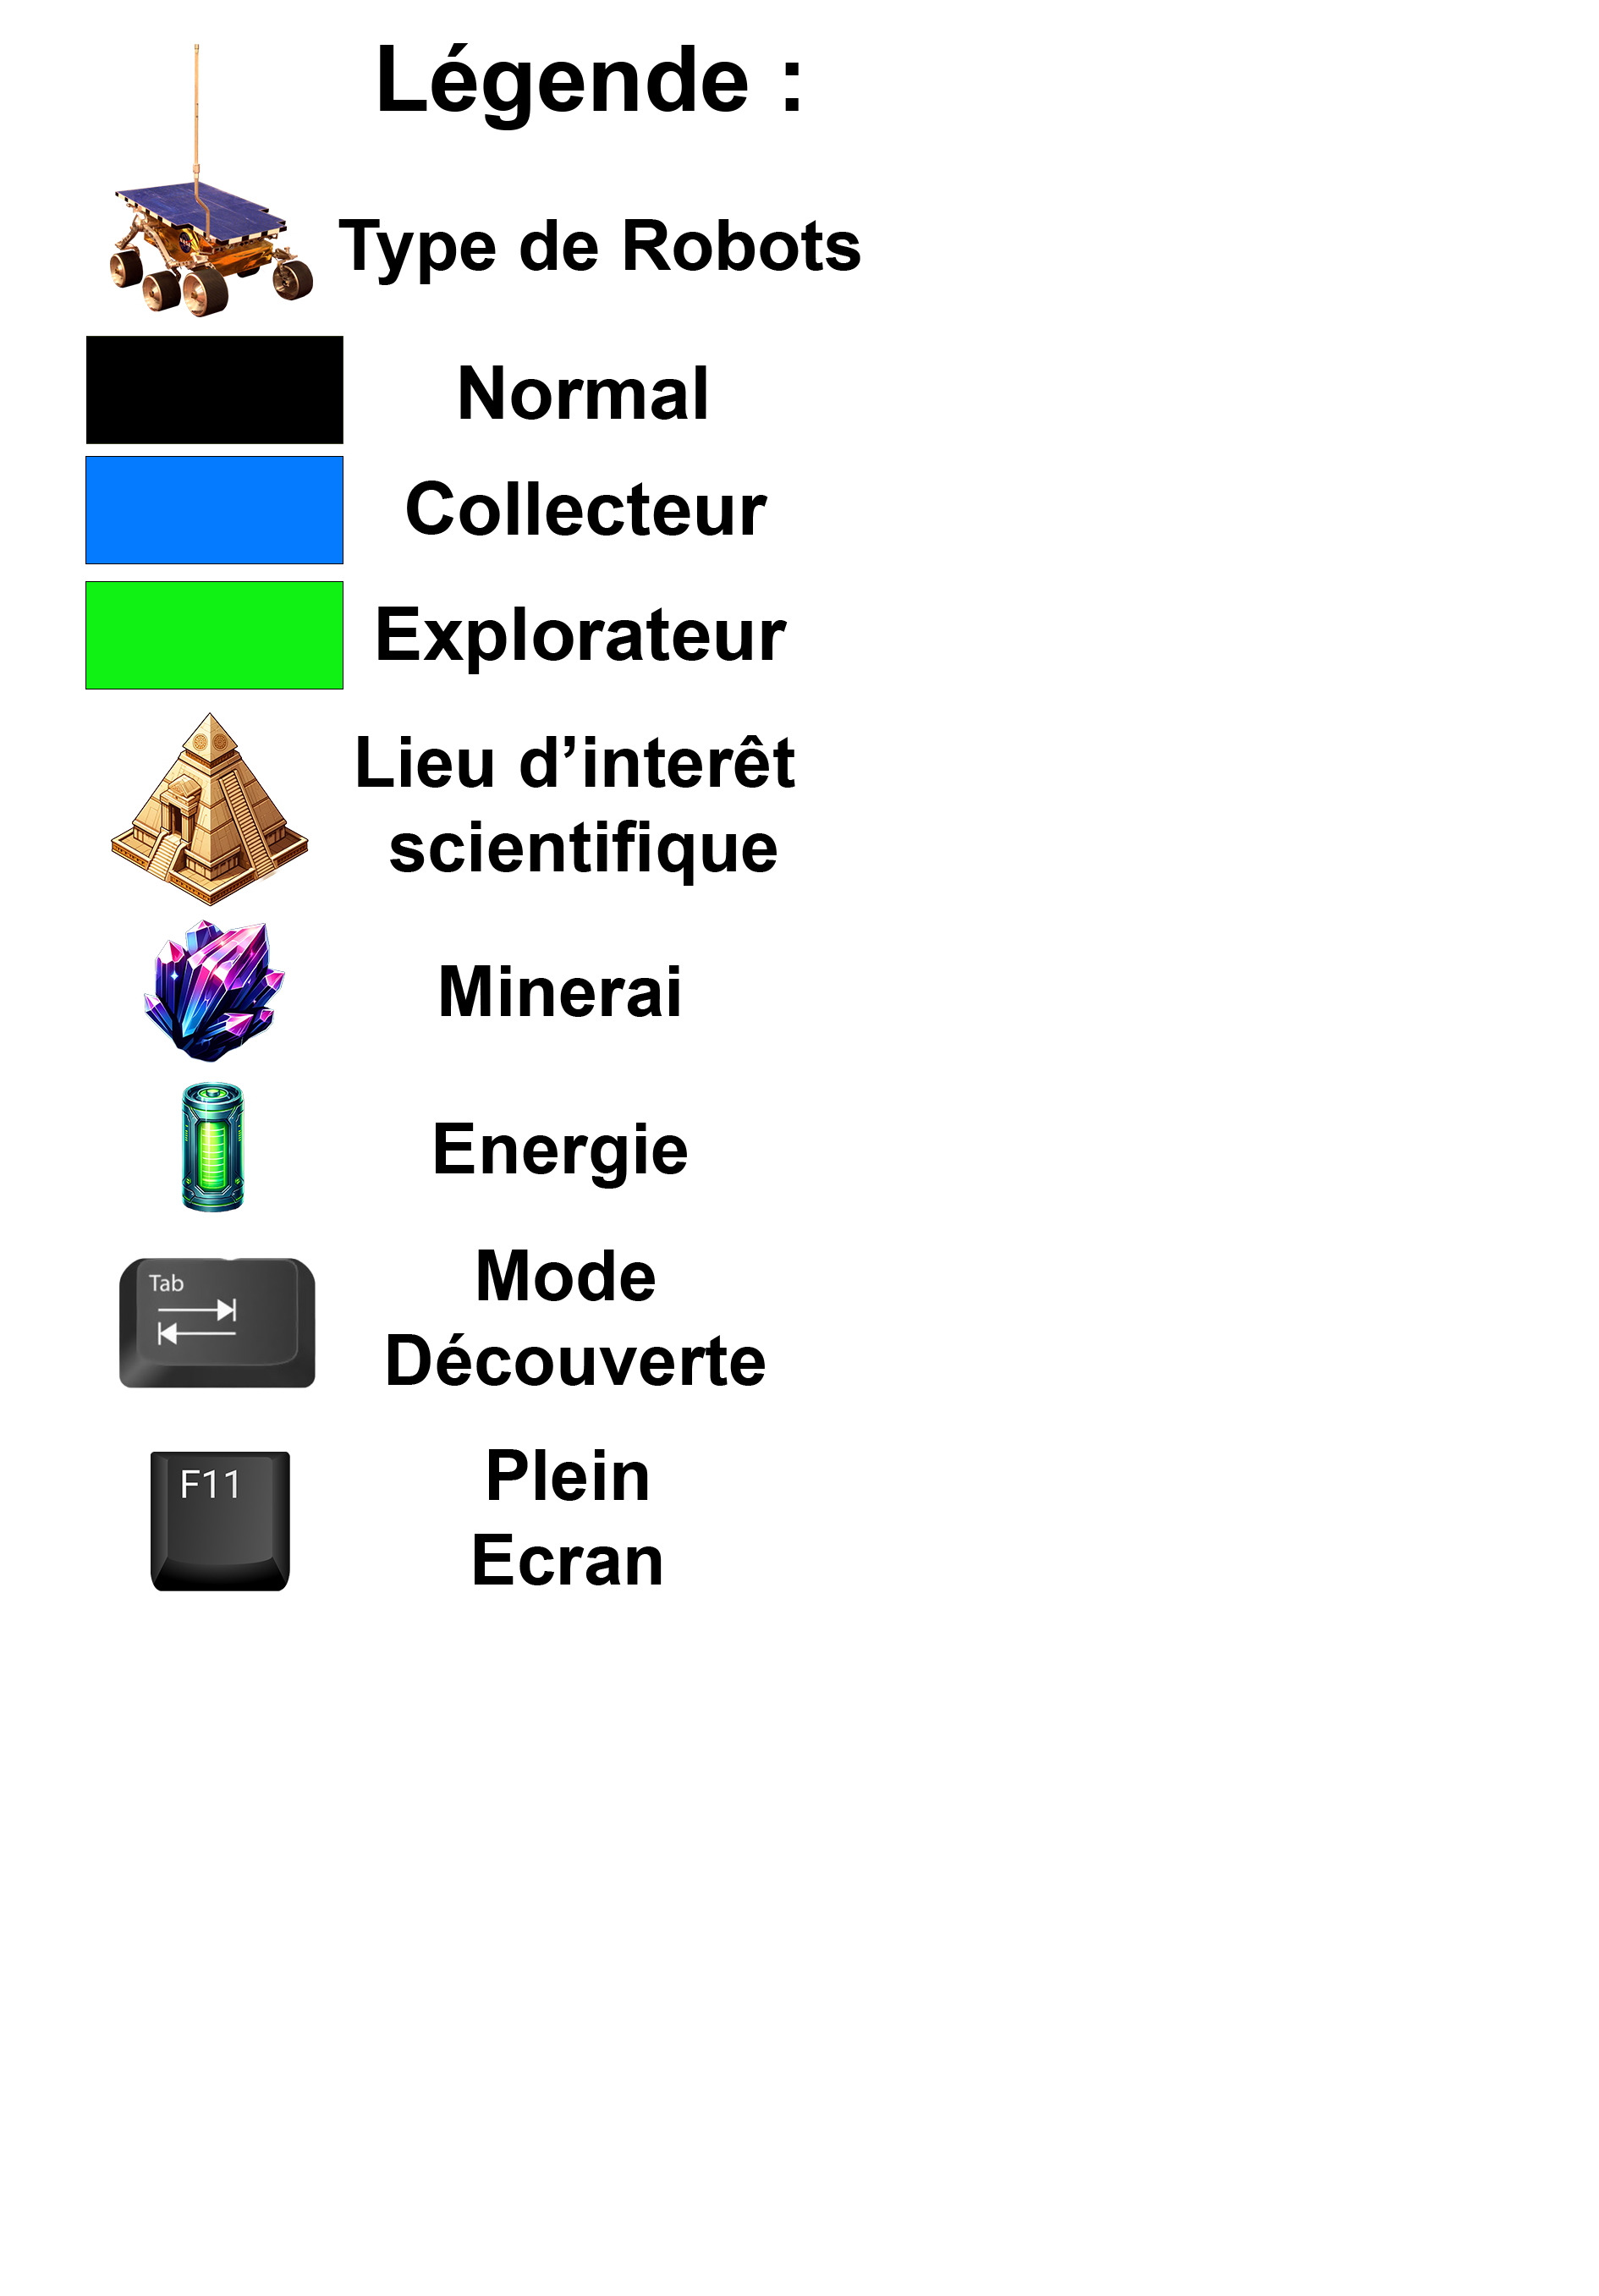 Légende :
Type de Robots
Normal
Collecteur
Explorateur
Lieu d’interêt
scientifique
Minerai
Energie
Tab
Mode
Découverte
F11
Plein
Ecran